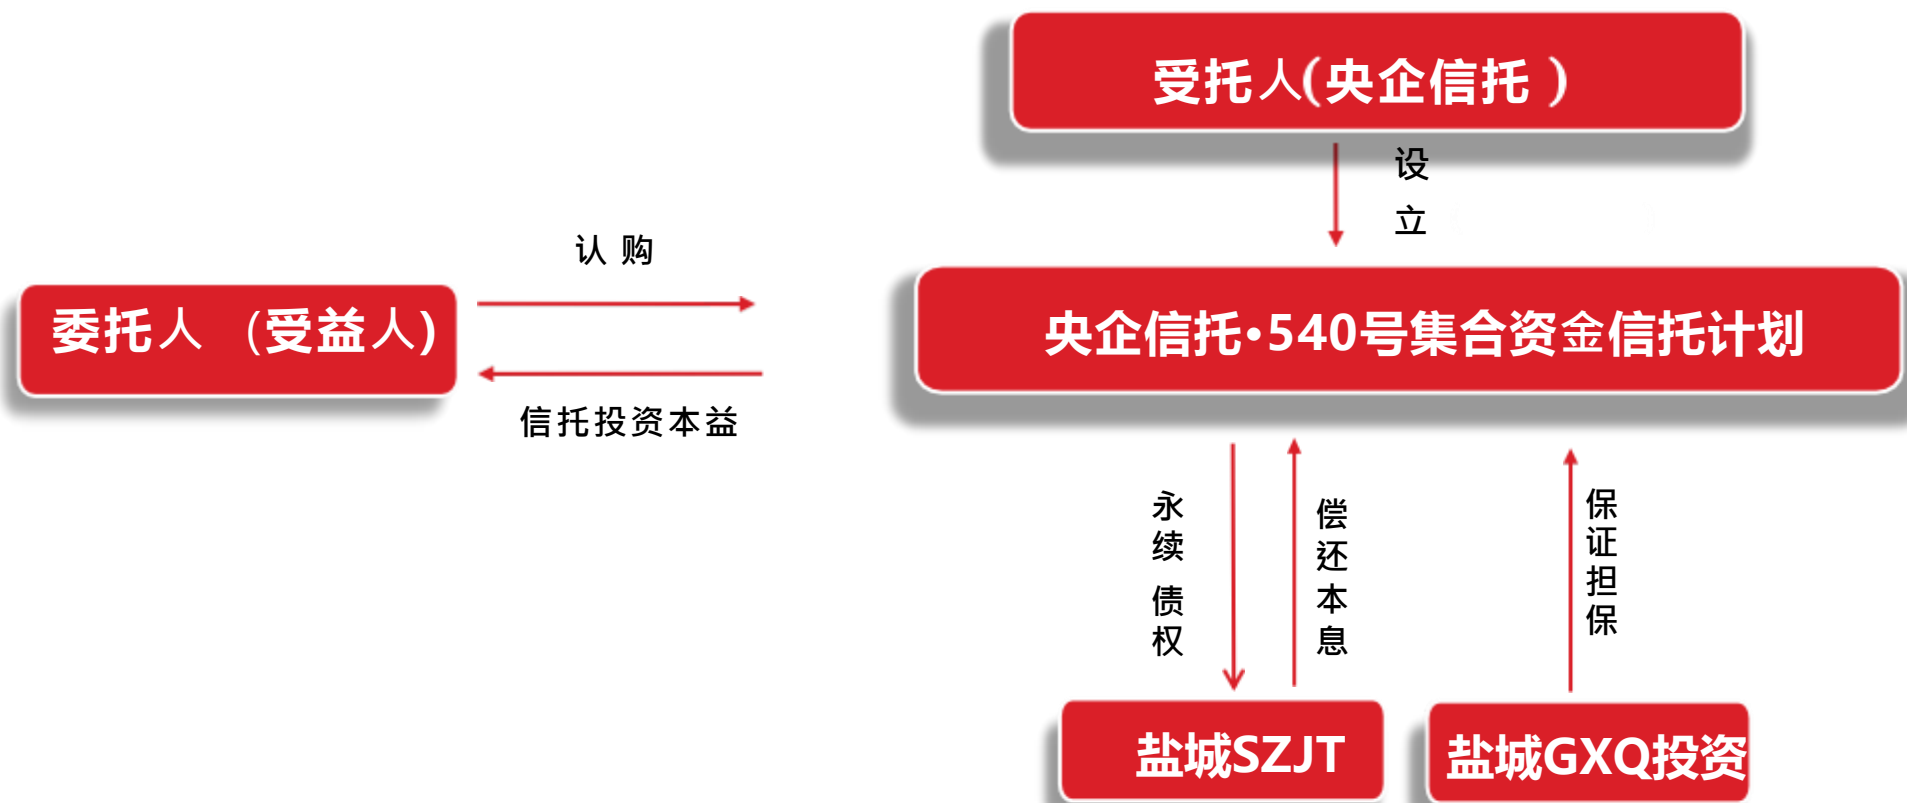 受托人(央企信托 )
设
立
认 购
委托人 (受益人)
央企信托·540号集合资金信托计划
信托投资本益
永续 债权
偿还本息
保证担保
盐城SZJT
盐城GXQ投资